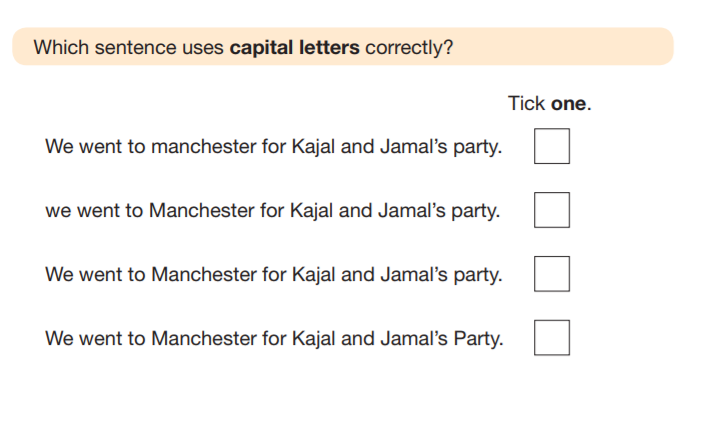 Which sentence uses capital letters correctly?
Tick one.
We went to manchester for Kajal and Jamal’s party.
we went to Manchester for Kajal and Jamal’s party.
We went to Manchester for Kajal and Jamal’s party.
We went to Manchester for Kajal and Jamal’s Party.